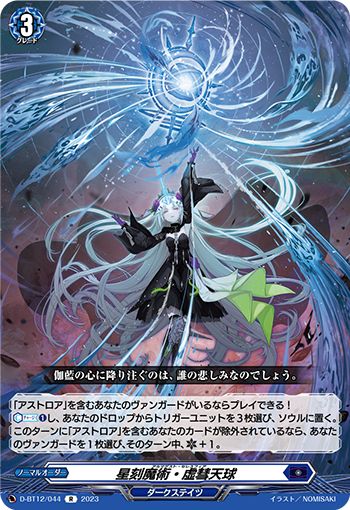 3
グレード
伽藍の心に降り注ぐのは、誰の悲しみなのでしょう。
「アストロア」を含むあなたのヴァンガードがいるならプレイできる！
し、あなたのドロップからトリガーユニットを3枚選び、ソウルに置く。
このターンに「アストロア」を含むあなたのカードが除外されているなら、あなたの
ヴァンガードを1枚選び、そのターン中、+1。
ノーマルオーダー
星刻魔術・虚彗天球
D-BT12/044 R 2023
ダークステイツ
イラスト／NOMISAKI